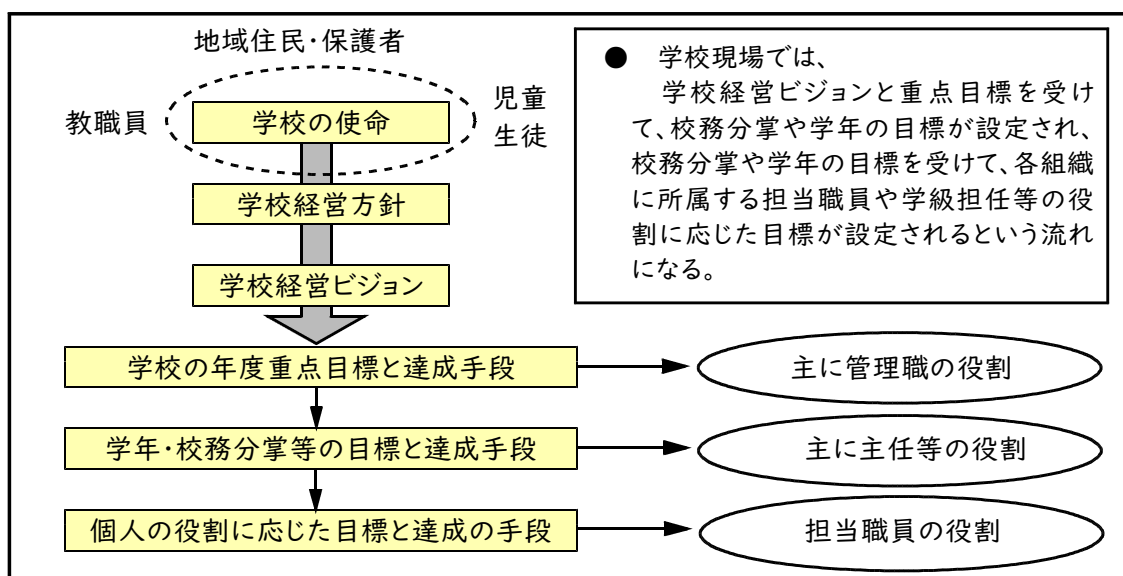 地域住民・保護者
教職員
児童
生徒
学校の使命
学校経営方針
学校経営ビジョン
● 学校現場では、
学校経営ビジョンと重点目標を受け
て、校務分掌や学年の目標が設定され、
校務分掌や学年の目標を受けて、各組織
に所属する担当職員や学級担任等の役
割に応じた目標が設定されるという流れ
になる。
学校の年度重点目標と達成手段
主に管理職の役割
学年・校務分掌等の目標と達成手段
主に主任等の役割
個人の役割に応じた目標と達成の手段
担当職員の役割